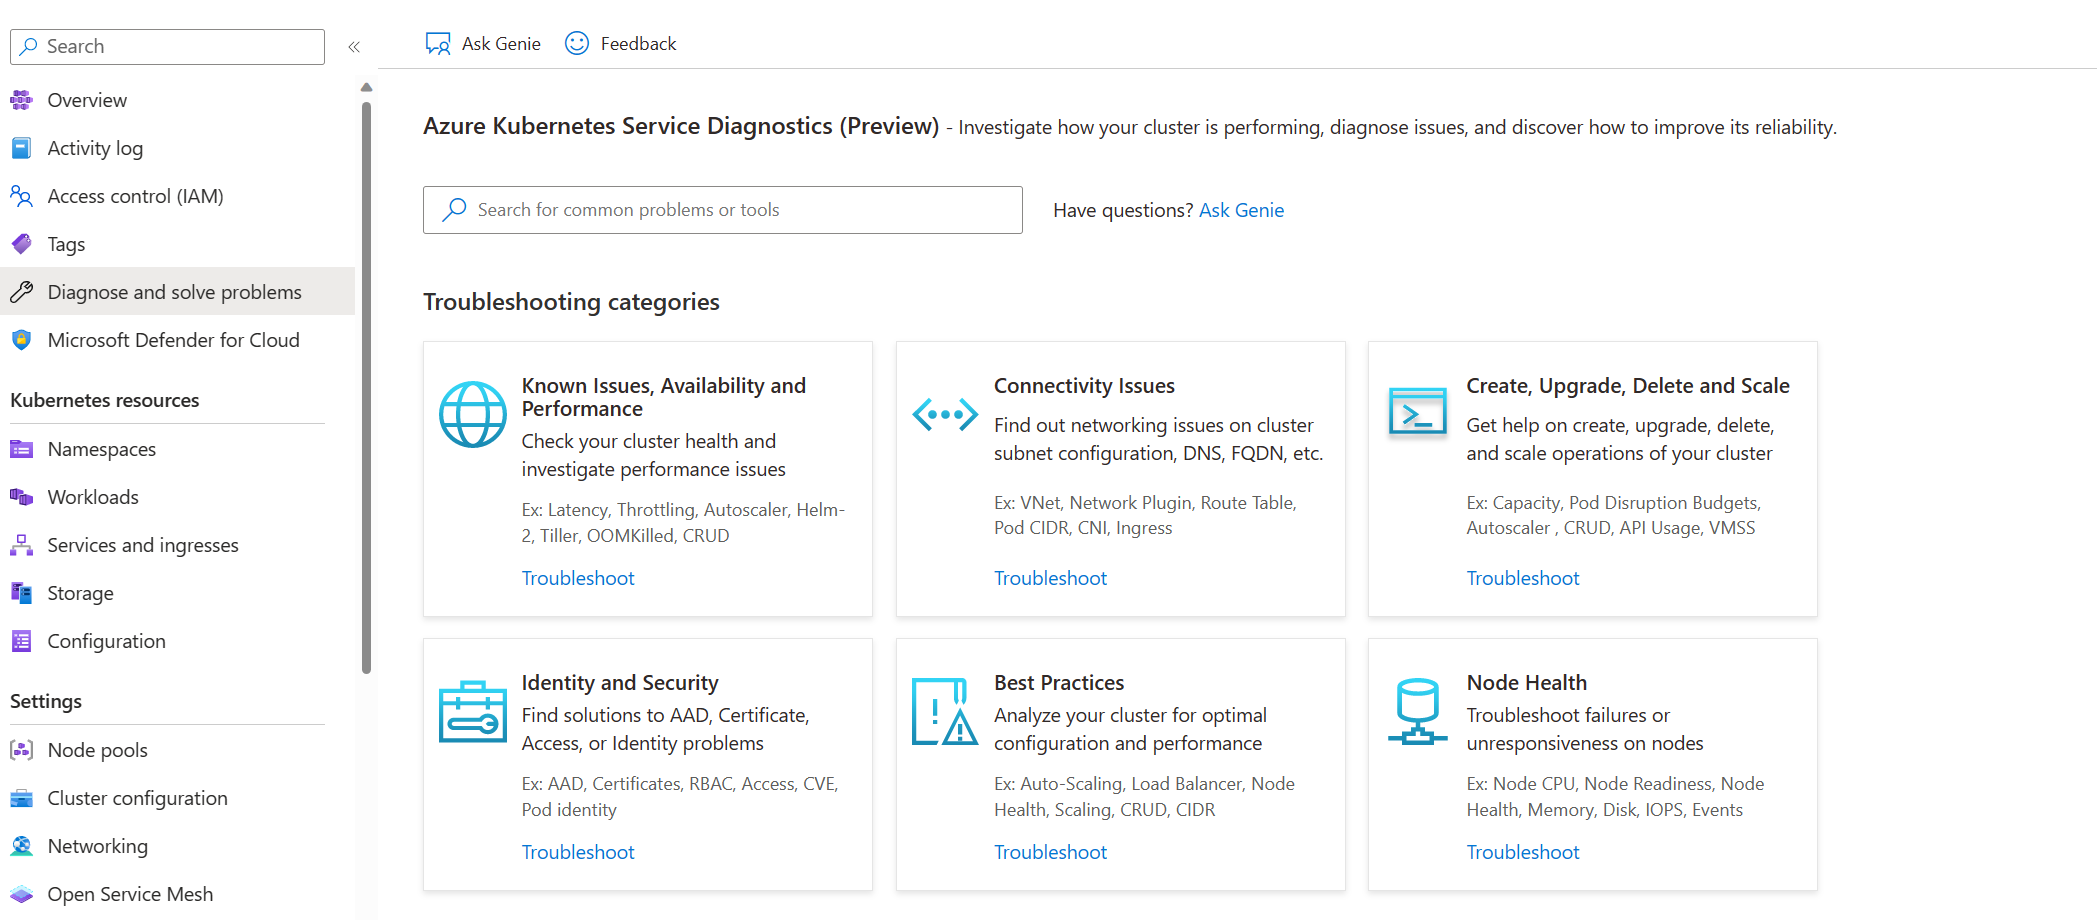 Search
«
Overview
Activity log
Access control (IAM)
Tags
Diagnose and solve problems
Microsoft Defender for Cloud
Kubernetes resources
Namespaces
Workloads
Services and ingresses
Storage
Configuration
Settings
Node pools
Cluster configuration
Networking
Open Service Mesh
Ask Genie
Feedback
Azure Kubernetes Service Diagnostics (Preview) - Investigate how your cluster is performing, diagnose issues, and discover how to improve its reliability.
Search for common problems or tools
Have questions? Ask Genie
Troubleshooting categories
Known Issues, Availability and
Performance
Check your cluster health and
investigate performance issues
Ex: Latency, Throttling, Autoscaler, Helm-
2, Tiller, OOMKilled, CRUD
Troubleshoot
Connectivity Issues
Find out networking issues on cluster
subnet configuration, DNS, FQDN, etc.
Ex: VNet, Network Plugin, Route Table,
Pod CIDR, CNI, Ingress
Troubleshoot
Create, Upgrade, Delete and Scale
Get help on create, upgrade, delete,
and scale operations of your cluster
Ex: Capacity, Pod Disruption Budgets,
Autoscaler , CRUD, API Usage, VMSS
Troubleshoot
Identity and Security
Find solutions to AAD, Certificate,
Access, or Identity problems
Ex: AAD, Certificates, RBAC, Access, CVE,
Pod identity
Troubleshoot
Best Practices
Analyze your cluster for optimal
configuration and performance
Ex: Auto-Scaling, Load Balancer, Node
Health, Scaling, CRUD, CIDR
Troubleshoot
Node Health
Troubleshoot failures or
unresponsiveness on nodes
Ex: Node CPU, Node Readiness, Node
Health, Memory, Disk, IOPS, Events
Troubleshoot